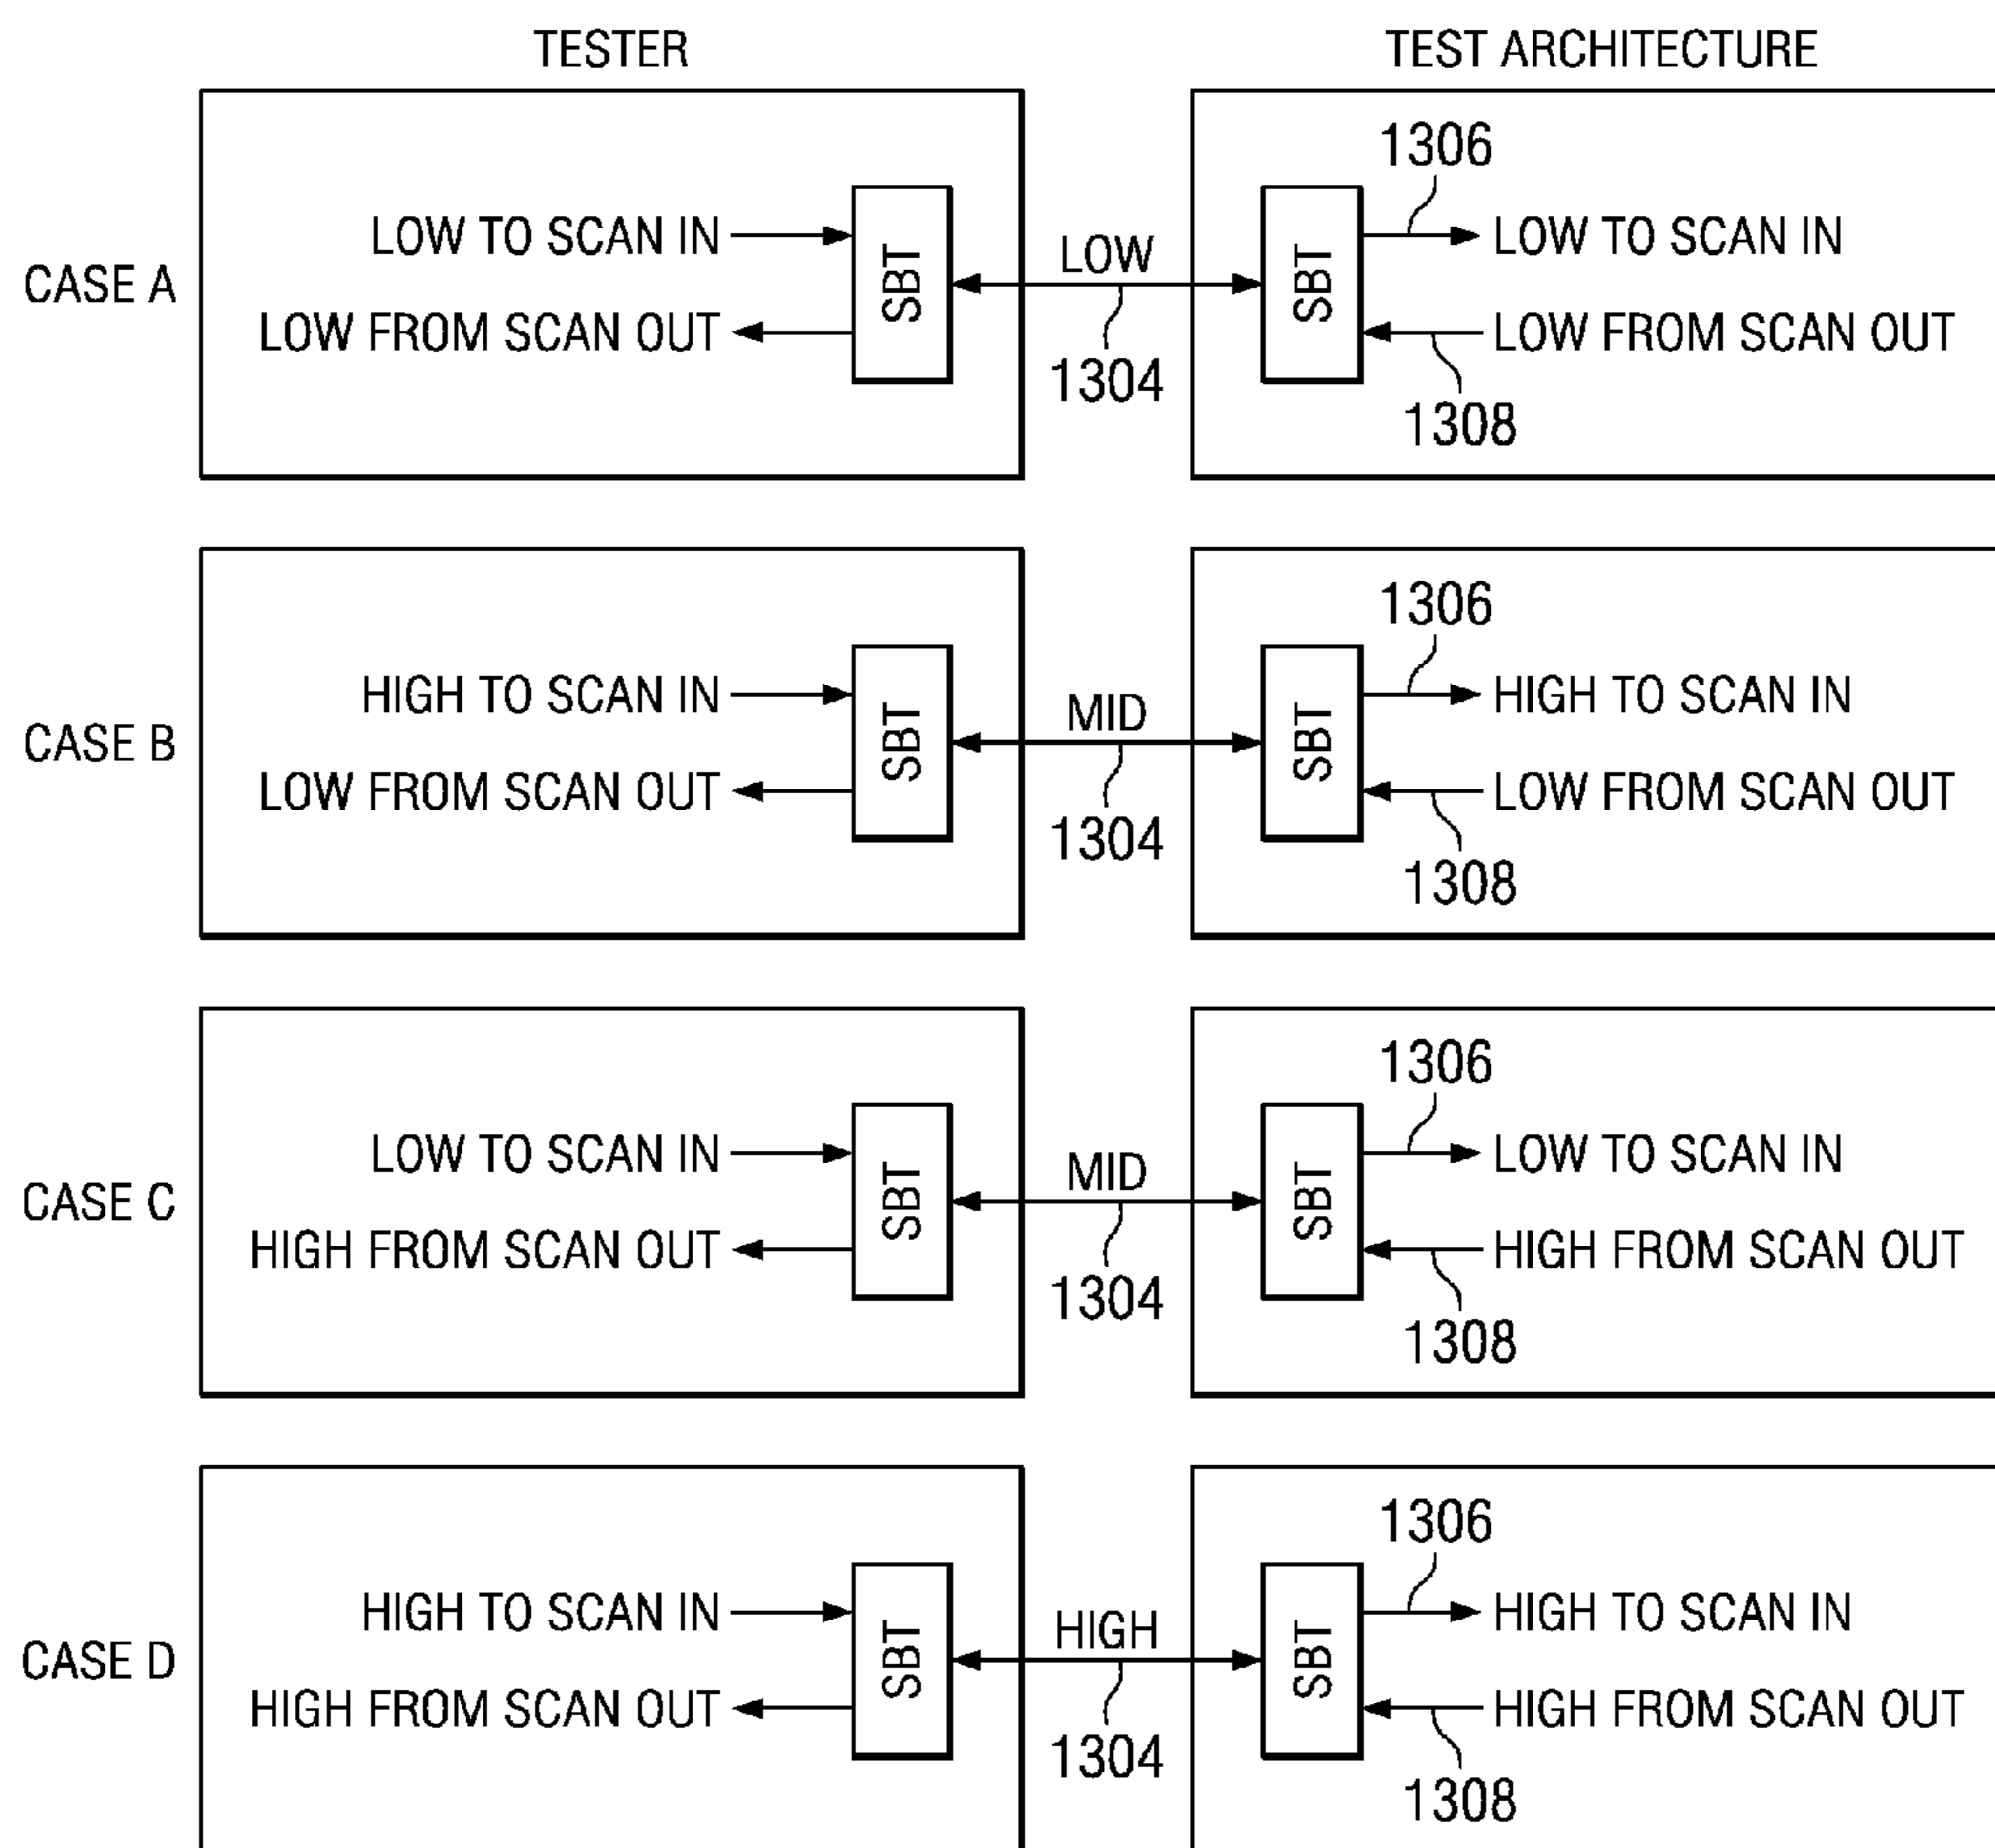 TESTER
TEST ARCHITECTURE
CASE A
LOW TO SCAN IN
LOW FROM SCAN OUT
SBT
LOW
1304
SBT
1306
LOW TO SCAN IN
LOW FROM SCAN OUT
1308
CASE B
HIGH TO SCAN IN
LOW FROM SCAN OUT
SBT
MID
1304
SBT
1306
HIGH TO SCAN IN
LOW FROM SCAN OUT
1308
CASE C
LOW TO SCAN IN
HIGH FROM SCAN OUT
SBT
MID
1304
SBT
1306
LOW TO SCAN IN
HIGH FROM SCAN OUT
1308
CASE D
HIGH TO SCAN IN
HIGH FROM SCAN OUT
SBT
HIGH
1304
SBT
1306
HIGH TO SCAN IN
HIGH FROM SCAN OUT
1308